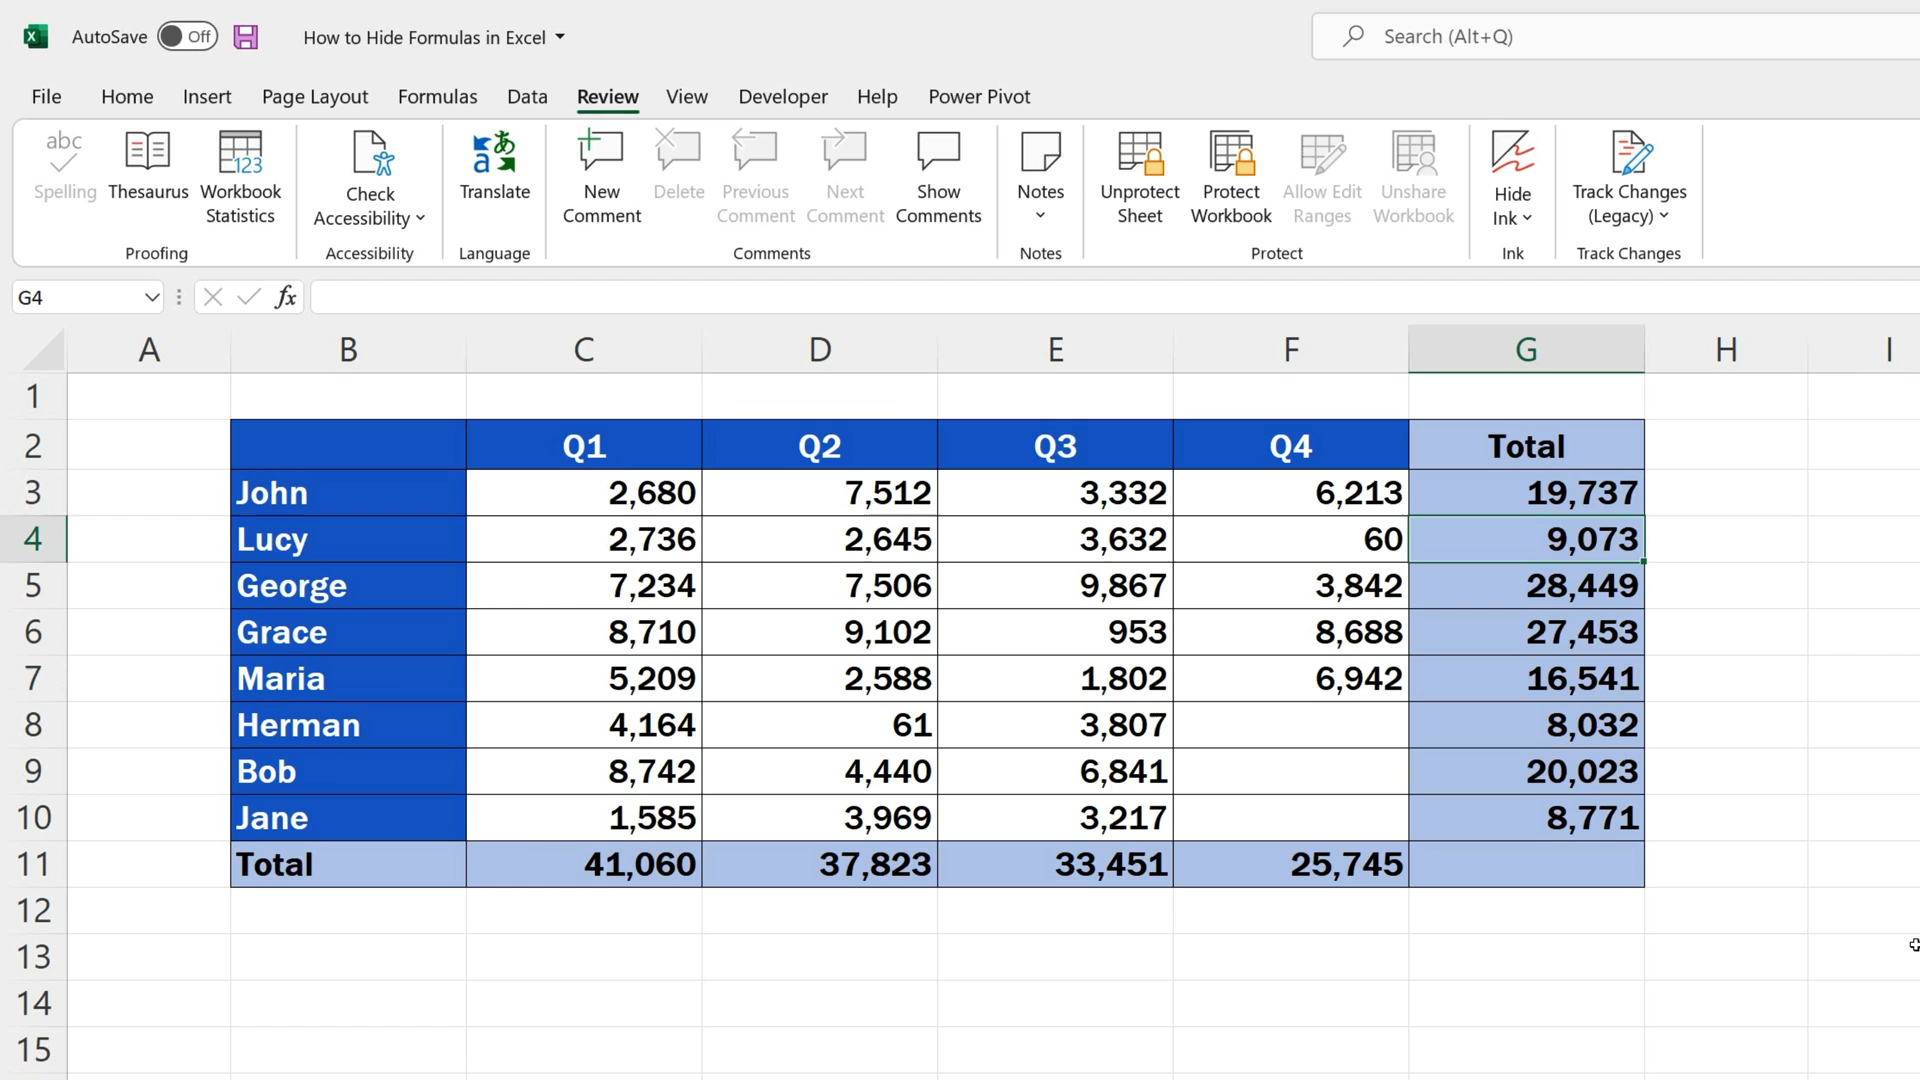 AutoSave Off How to Hide Formulas in Excel Search (Alt+Q)
File Home Insert Page Layout Formulas Data Review View Developer Help Power Pivot
abc
Spelling
Thesaurus
123
Workbook
Statistics
Proofing
Check
Accessibility
Accessibility
a あ
Translate
Language
New
Comment
Delete
Previous
Comment
Next
Comment
Show
Comments
Comments
Notes
Notes
Unprotect
Sheet
Protect
Workbook
Allow Edit
Ranges
Unshare
Workbook
Protect
Hide
Ink
Ink
Track Changes
(Legacy)
Track Changes
G4 fx
A B C D E F G H I
1
2 Q1 Q2 Q3 Q4 Total
3 John 2,680 7,512 3,332 6,213 19,737
4 Lucy 2,736 2,645 3,632 60 9,073
5 George 7,234 7,506 9,867 3,842 28,449
6 Grace 8,710 9,102 953 8,688 27,453
7 Maria 5,209 2,588 1,802 6,942 16,541
8 Herman 4,164 61 3,807 8,032
9 Bob 8,742 4,440 6,841 20,023
10 Jane 1,585 3,969 3,217 8,771
11 Total 41,060 37,823 33,451 25,745
12
13
14
15